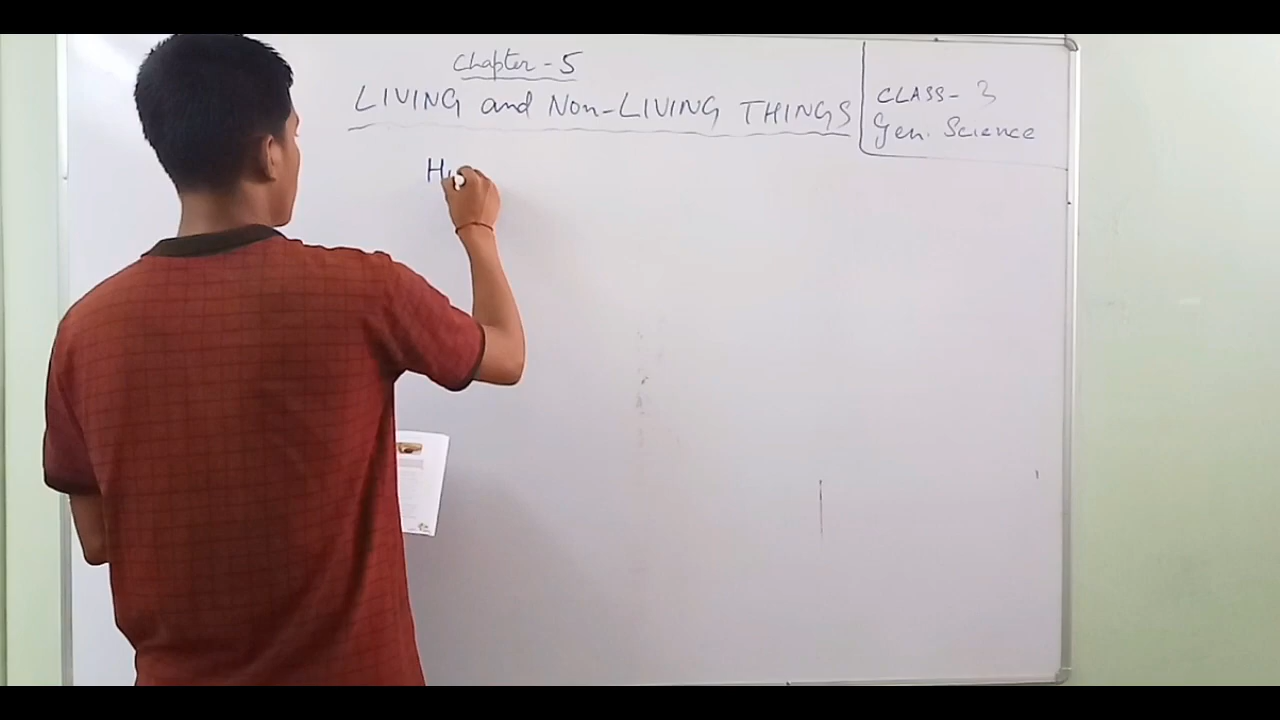 Chapter - 5
LIVING and Non-LIVING THINGS
CLASS - 3
Gen. Science